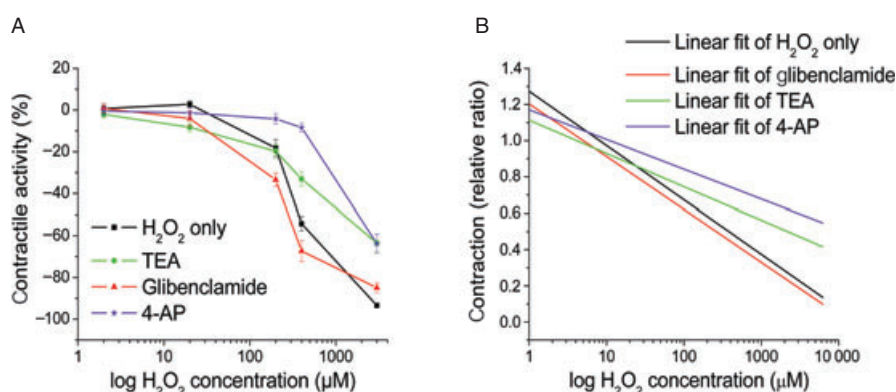 A
Contractile activity (%)
20
0
−20
−40
−60
−80
−100
H₂O₂ only
TEA
Glibenclamide
4-AP
1
10
100
1000
log H₂O₂ concentration (µM)
B
Linear fit of H₂O₂ only
Linear fit of glibenclamide
Linear fit of TEA
Linear fit of 4-AP
Contraction (relative ratio)
1.4
1.2
1.0
0.8
0.6
0.4
0.2
0.0
1
10
100
1000
10 000
log H₂O₂ concentration (µM)